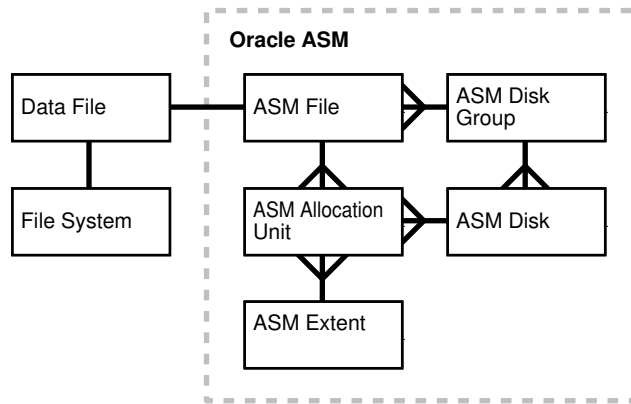 Oracle ASM
Data File
ASM File
ASM Disk
Group
File System
ASM Allocation
Unit
ASM Disk
ASM Extent